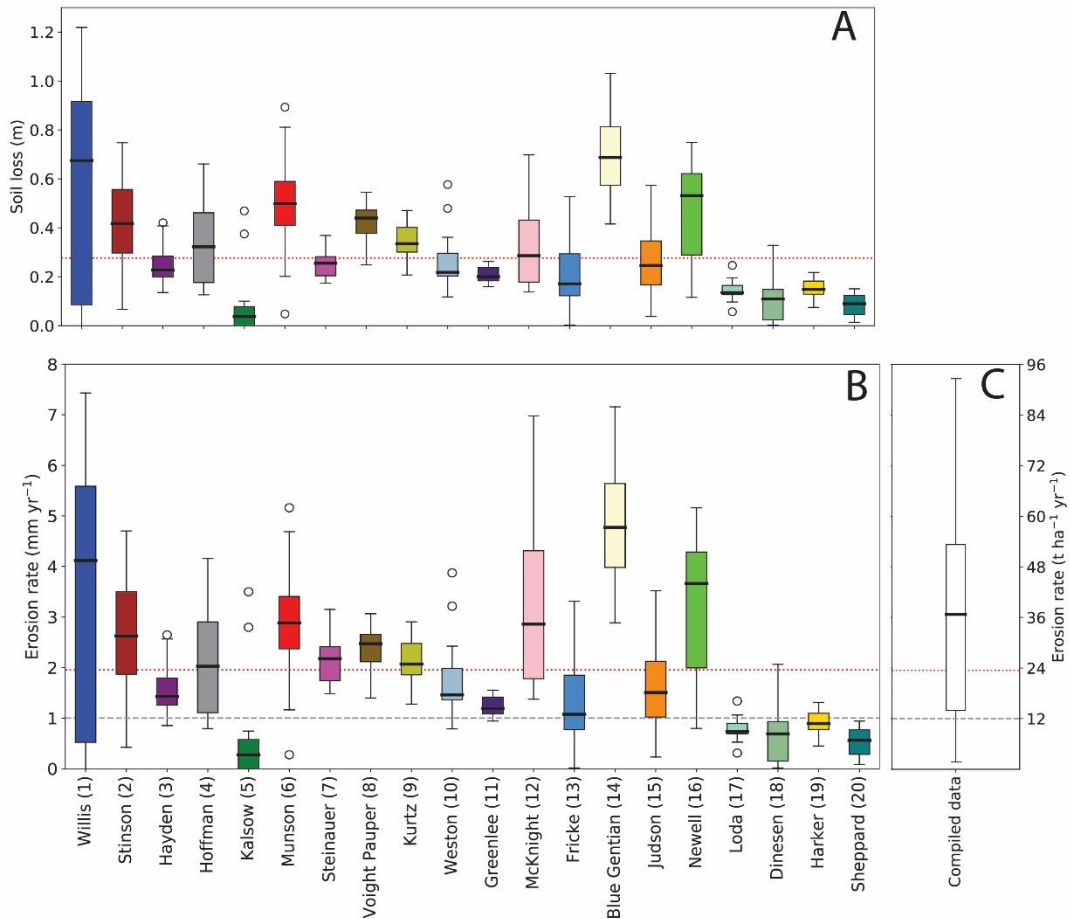 A
Soil loss (m)
1.2
1.0
0.8
0.6
0.4
0.2
0.0
B
Erosion rate (mm yr⁻¹)
8
7
6
5
4
3
2
1
0
Willis (1)
Stinson (2)
Hayden (3)
Hoffman (4)
Kalsow (5)
Munson (6)
Steinauer (7)
Voight Pauper (8)
Kurtz (9)
Weston (10)
Greenlee (11)
McKnight (12)
Fricke (13)
Blue Gentian (14)
Judson (15)
Newell (16)
Loda (17)
Dinesen (18)
Harker (19)
Sheppard (20)
C
96
84
72
60
48
36
24
12
Erosion rate (t ha⁻¹ yr⁻¹)
Compiled data